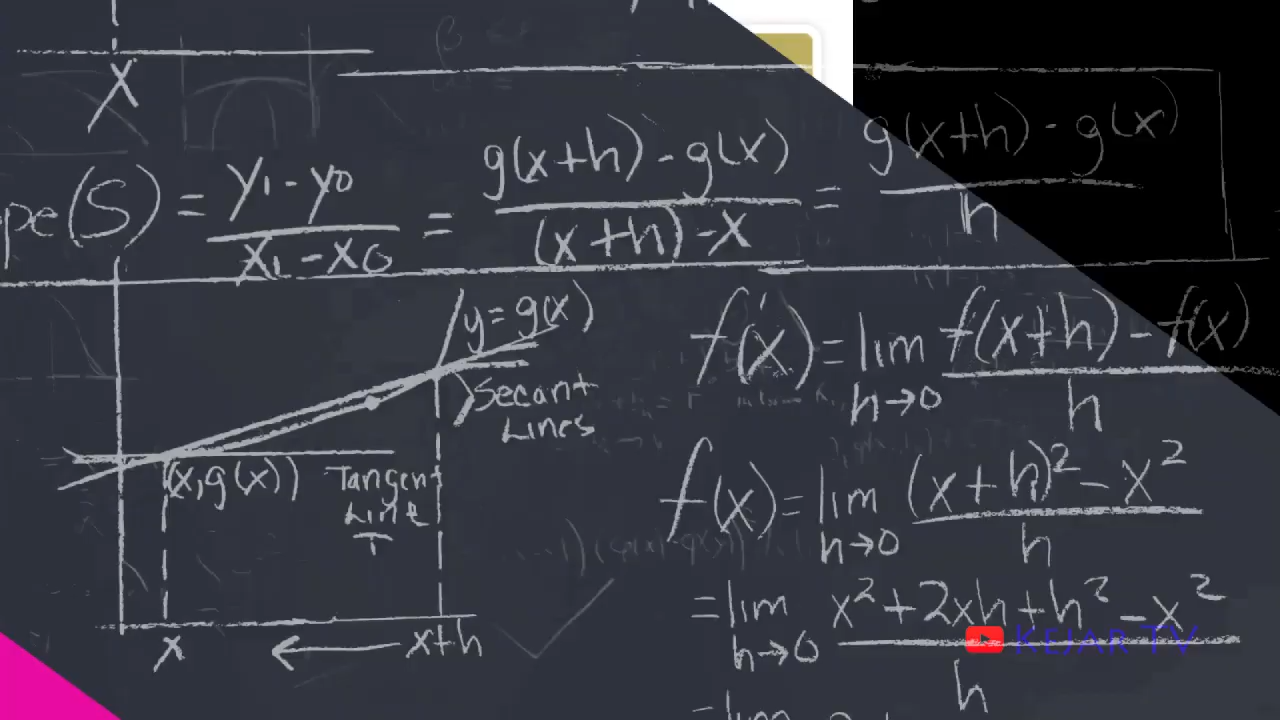 X
pe(S) = y1 - y0 / x1 - x0 = g(x+h) - g(x) / (x+h) - x = g(x+h) - g(x) / h
y = g(x)
Secant
Lines
(x, g(x))
Tangent
Line
T
x
←
x+h
f'(x) = lim h→0 f(x+h) - f(x) / h
f(x) = lim h→0 (x+h)² - x² / h
= lim h→0 x² + 2xh + h² - x² / h
= lim
KEJAR TV